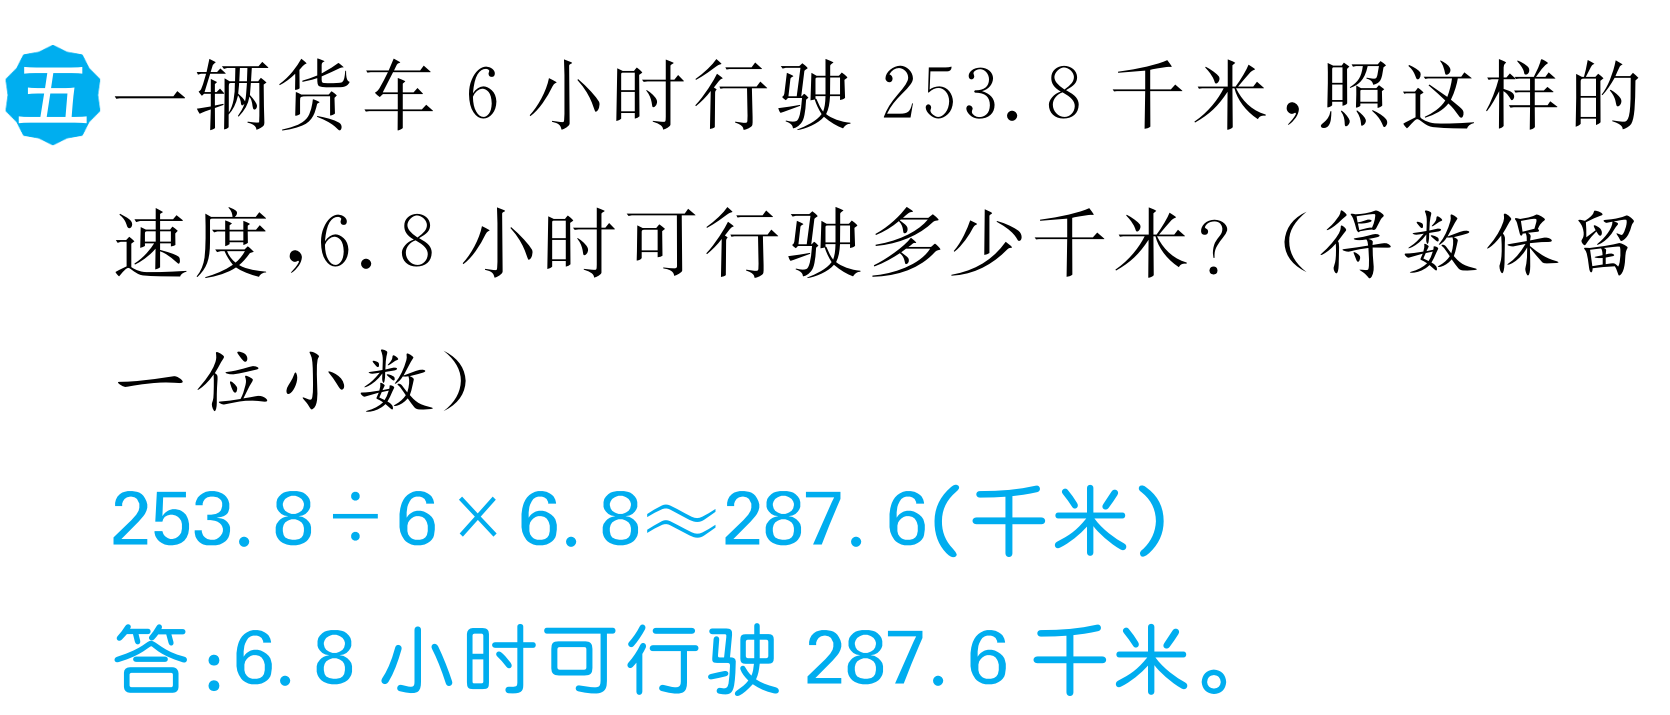 五 一辆货车 6 小时行驶 253.8 千米,照这样的
速度,6.8 小时可行驶多少千米?(得数保留
一位小数)
253.8÷6×6.8≈287.6(千米)
答:6.8 小时可行驶 287.6 千米。